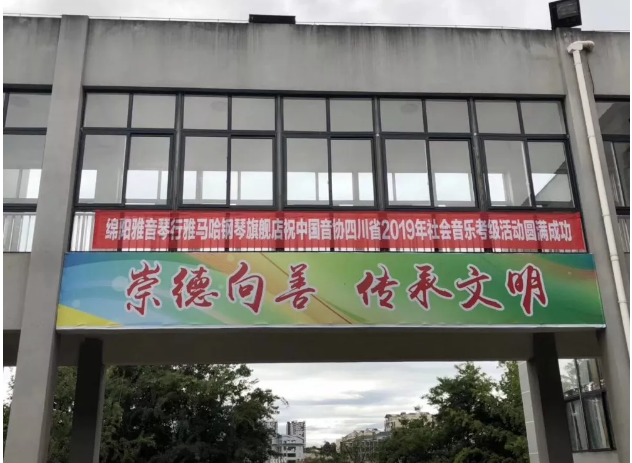 绵阳雅音琴行雅马哈钢琴旗舰店祝中国音协四川省2019年社会音乐考级活动圆满成功
崇德向善 传承文明